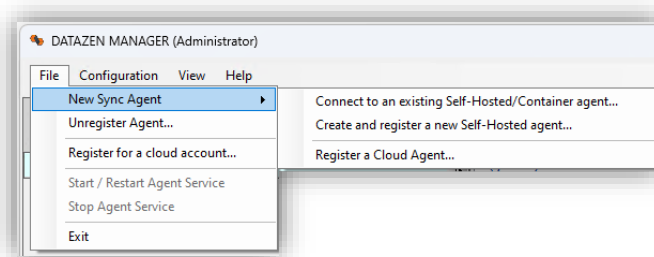 DATAZEN MANAGER (Administrator)
File Configuration View Help
New Sync Agent
Unregister Agent...
Register for a cloud account...
Start / Restart Agent Service
Stop Agent Service
Exit
Connect to an existing Self-Hosted/Container agent...
Create and register a new Self-Hosted agent...
Register a Cloud Agent...